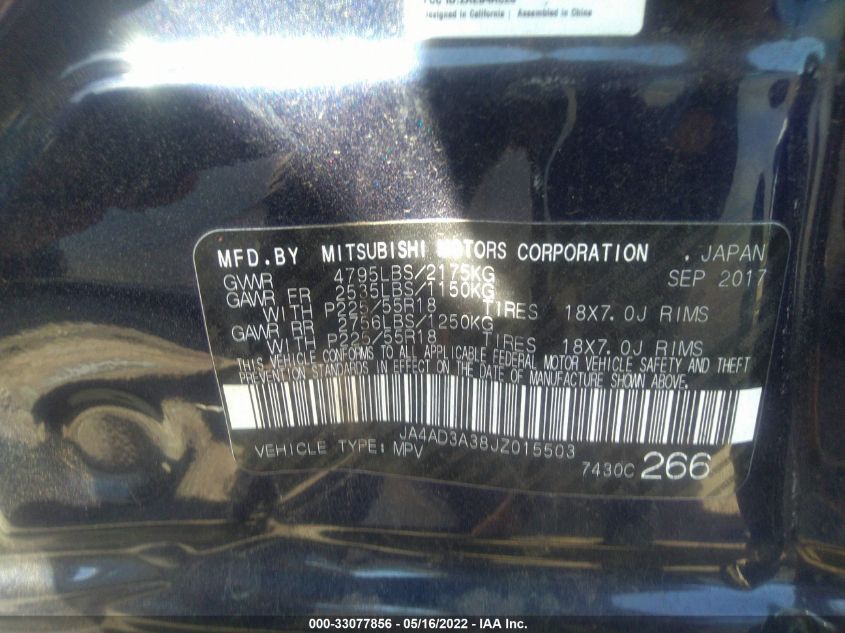 Designed in California | Assembled in China
MFD.BY MITSUBISHI MOTORS CORPORATION . JAPAN
GVWR 4795LBS/2175KG SEP 2017
GAWR FR 2535LBS/1150KG
WITH P225/55R18 TIRES 18X7.0J RIMS
GAWR RR 2756LBS/1250KG
WITH P225/55R18 TIRES 18X7.0J RIMS
THIS VEHICLE CONFORMS TO ALL APPLICABLE FEDERAL MOTOR VEHICLE SAFETY AND THEFT
PREVENTION STANDARDS IN EFFECT ON THE DATE OF MANUFACTURE SHOWN ABOVE.
JA4AD3A38JZ015503
VEHICLE TYPE: MPV
7430C 266
000-33077856 - 05/16/2022 - IAA Inc.